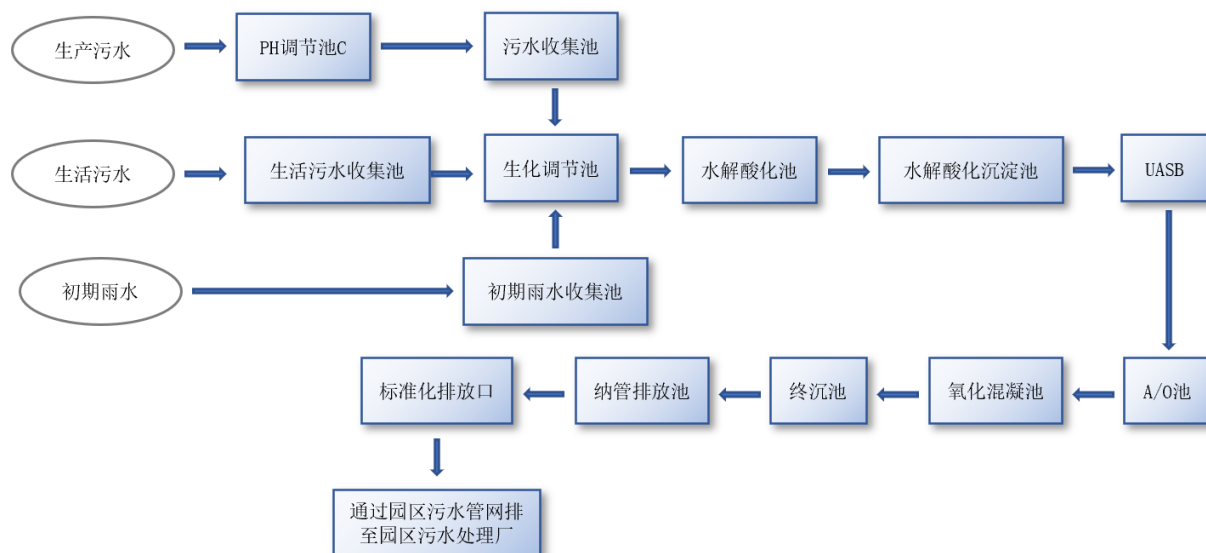 生产污水
PH调节池C
污水收集池
生活污水
生活污水收集池
生化调节池
水解酸化池
水解酸化沉淀池
UASB
初期雨水
初期雨水收集池
标准化排放口
纳管排放池
终沉池
氧化混凝池
A/O池
通过园区污水管网排
至园区污水处理厂